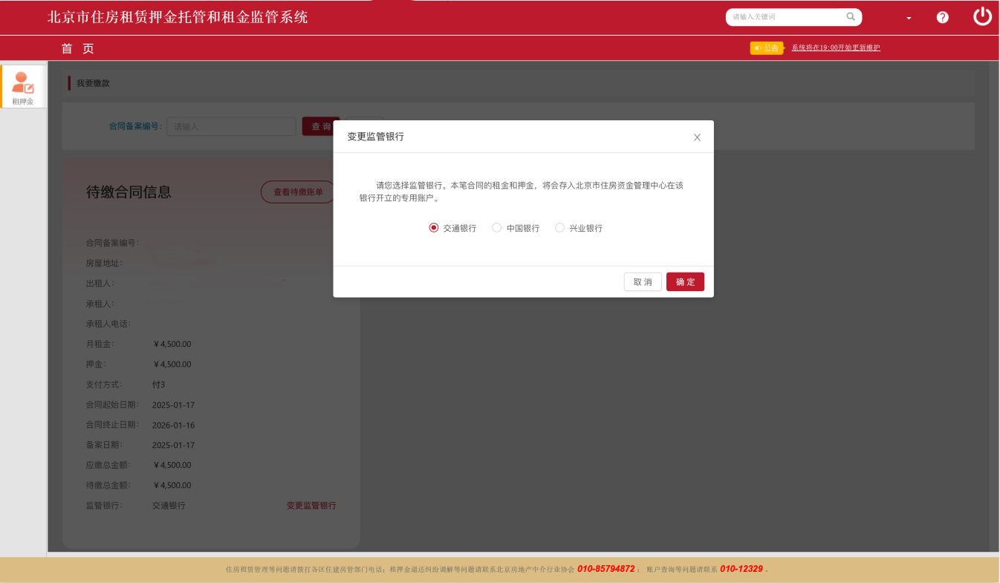 北京市住房租赁押金托管和租金监管系统
请输入关键词
首 页
公告 系统将在19:00开始更新维护
租押金
我要缴款
合同备案编号: 请输入 查 询
变更监管银行
请您选择监管银行。本笔合同的租金和押金，将会存入北京市住房资金管理中心在该
银行开立的专用账户。
交通银行 中国银行 兴业银行
取 消 确 定
待缴合同信息 查看待缴账单
合同备案编号:
房屋地址:
出租人:
承租人:
承租人电话:
月租金: ¥4,500.00
押金: ¥4,500.00
支付方式: 付3
合同起始日期: 2025-01-17
合同终止日期: 2026-01-16
备案日期: 2025-01-17
应缴总金额: ¥4,500.00
待缴总金额: ¥4,500.00
监管银行: 交通银行 变更监管银行
住房租赁管理等问题请拨打各区住建房管部门电话；租押金退还纠纷调解等问题请联系北京房地产中介行业协会 010-85794872； 账户查询等问题请联系 010-12329 。